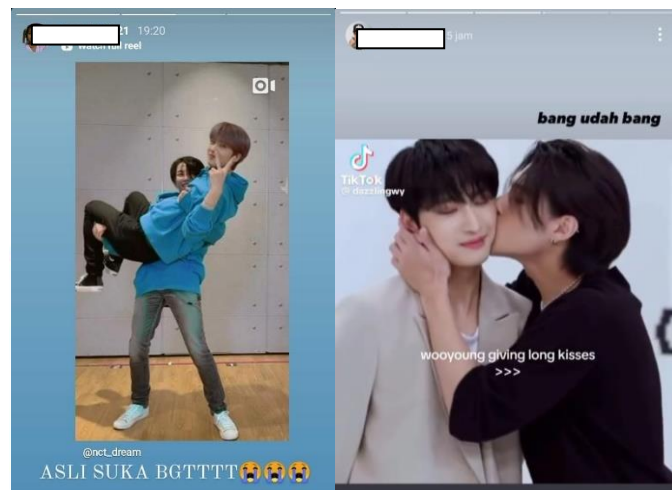 21 19:20
Watch full reel
@nct_dream
ASLI SUKA BGTTTT😭😭😭
5 jam
bang udah bang
TikTok
@dazzlingwy
wooyoung giving long kisses
>>>